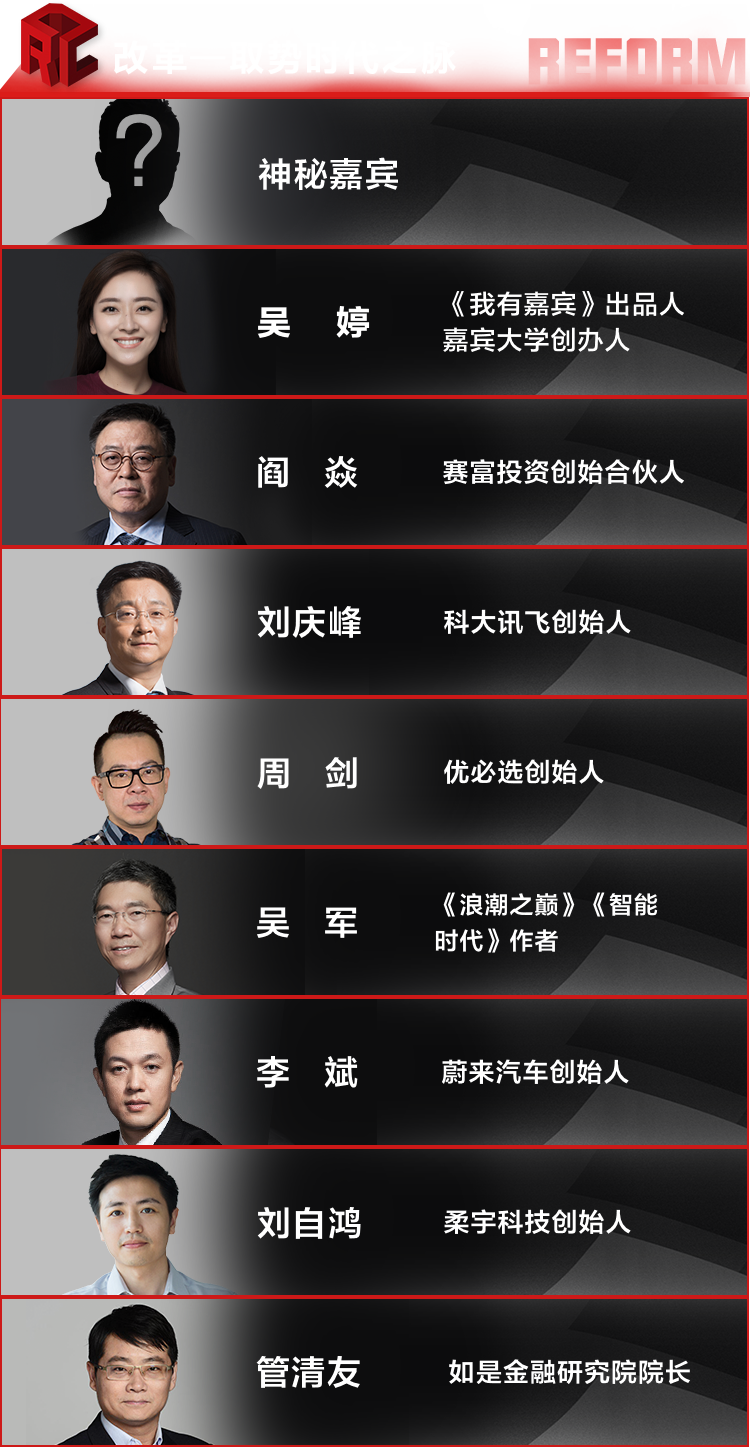 RTC
改革 取势时代之脉
REFORM
?
神秘嘉宾
吴 婷
《我有嘉宾》出品人
嘉宾大学创办人
阎 焱
赛富投资创始合伙人
刘庆峰
科大讯飞创始人
周 剑
优必选创始人
吴 军
《浪潮之巅》《智能
时代》作者
李 斌
蔚来汽车创始人
刘自鸿
柔宇科技创始人
管清友
如是金融研究院院长